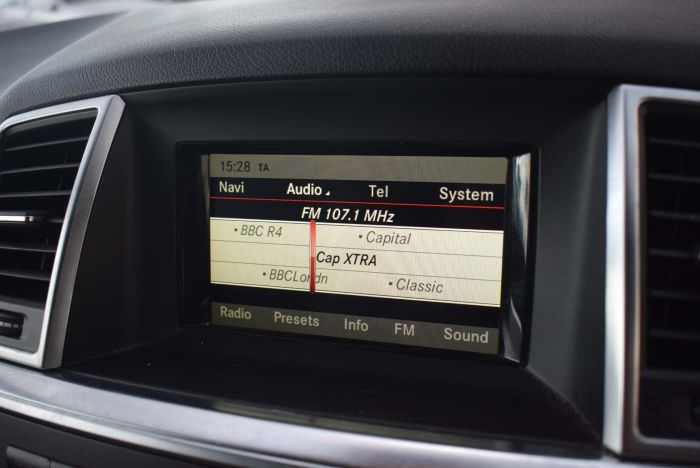 15:28 TA
Navi Audio Tel System
FM 107.1 MHz
• BBC R4 • Capital
Cap XTRA
• BBCLondn • Classic
Radio Presets Info FM Sound